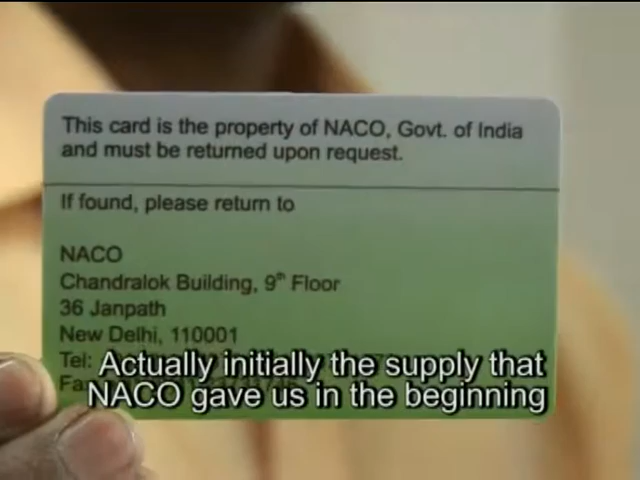 This card is the property of NACO, Govt. of India
and must be returned upon request.
If found, please return to
NACO
Chandralok Building, 9th Floor
36 Janpath
New Delhi, 110001
Tel:
Actually initially the supply that
NACO gave us in the beginning